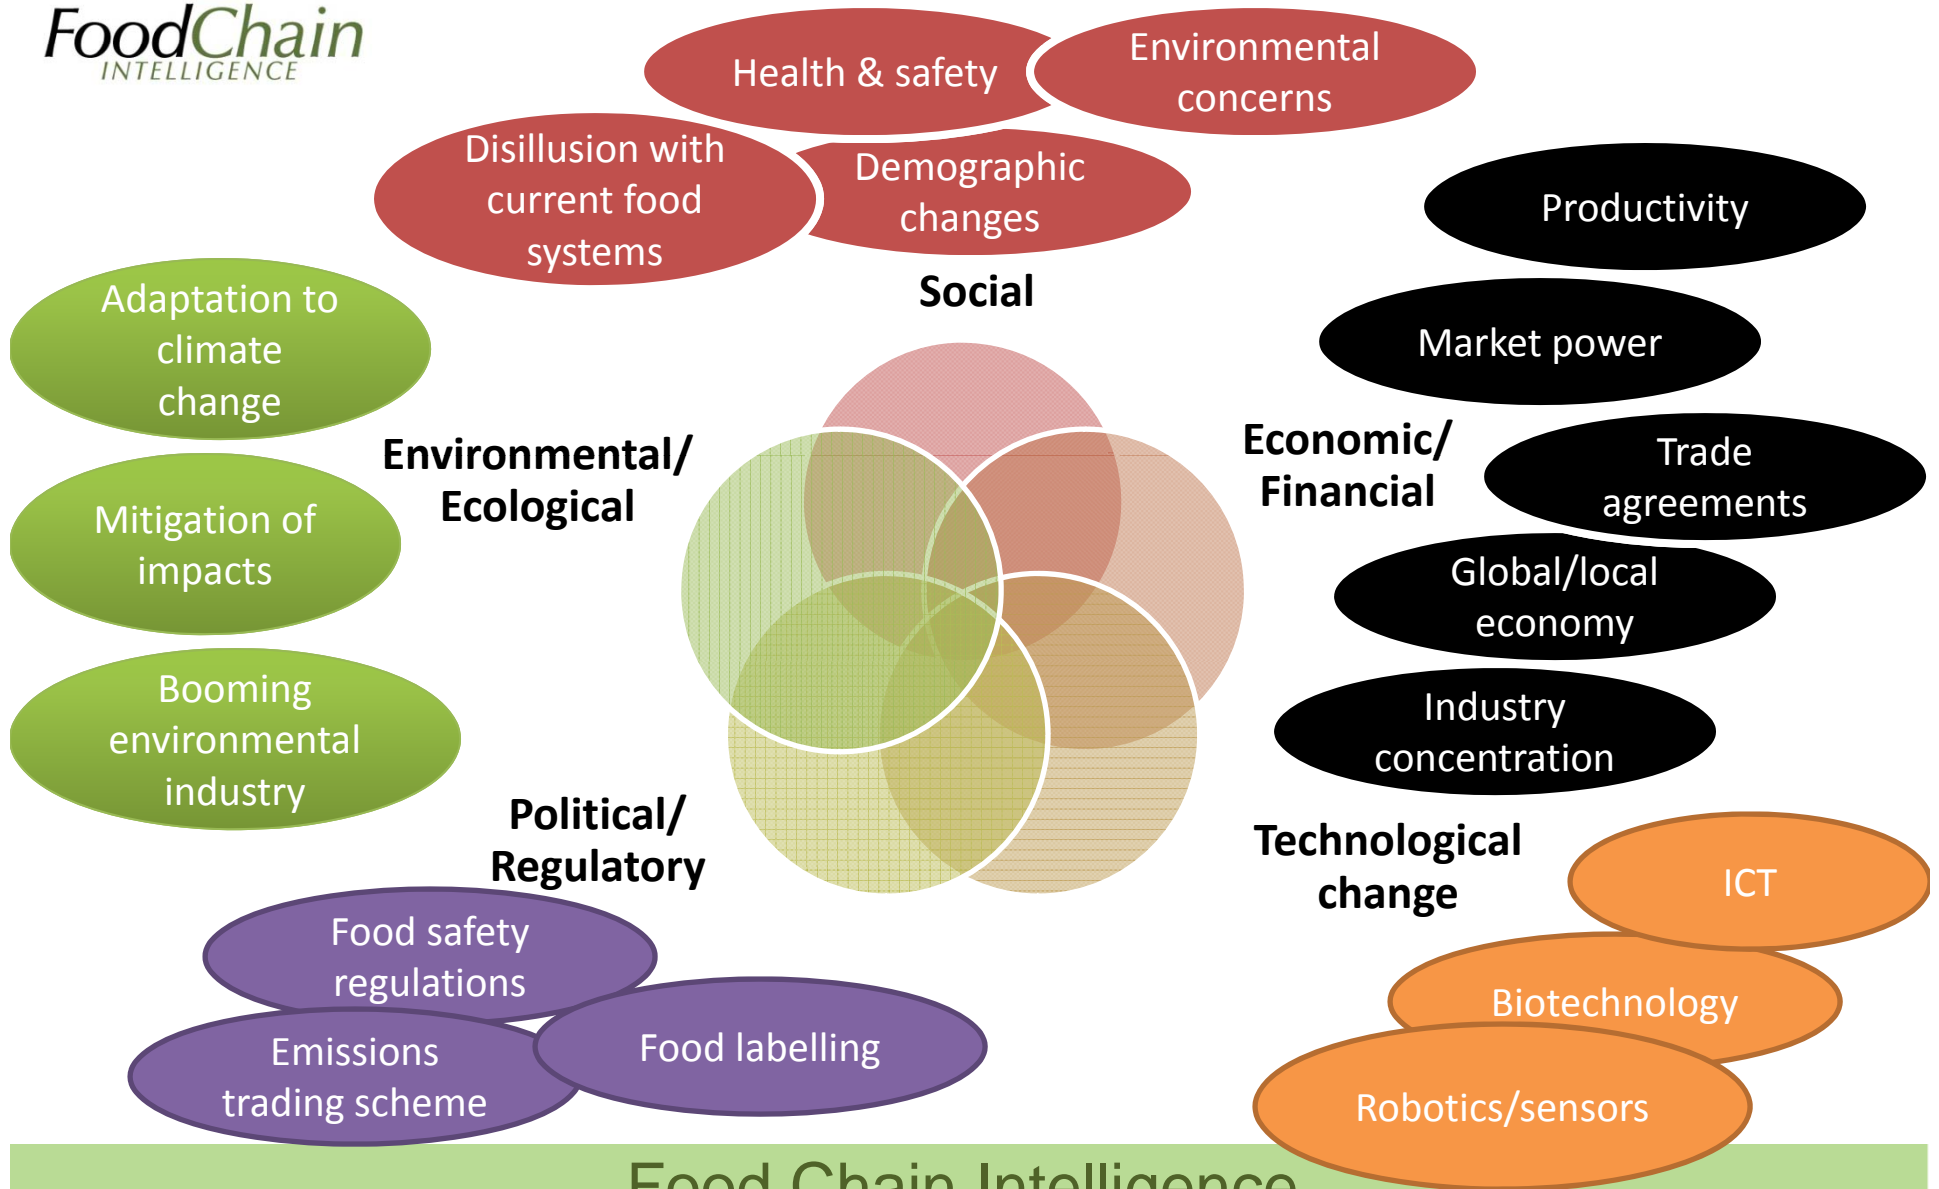 FoodChain
INTELLIGENCE
Health & safety
Environmental
concerns
Disillusion with
current food
systems
Demographic
changes
Social
Productivity
Market power
Trade
agreements
Global/local
economy
Industry
concentration
Economic/
Financial
Adaptation to
climate
change
Mitigation of
impacts
Booming
environmental
industry
Environmental/
Ecological
Political/
Regulatory
Food safety
regulations
Emissions
trading scheme
Food labelling
Technological
change
ICT
Biotechnology
Robotics/sensors
Food Chain Intelligence